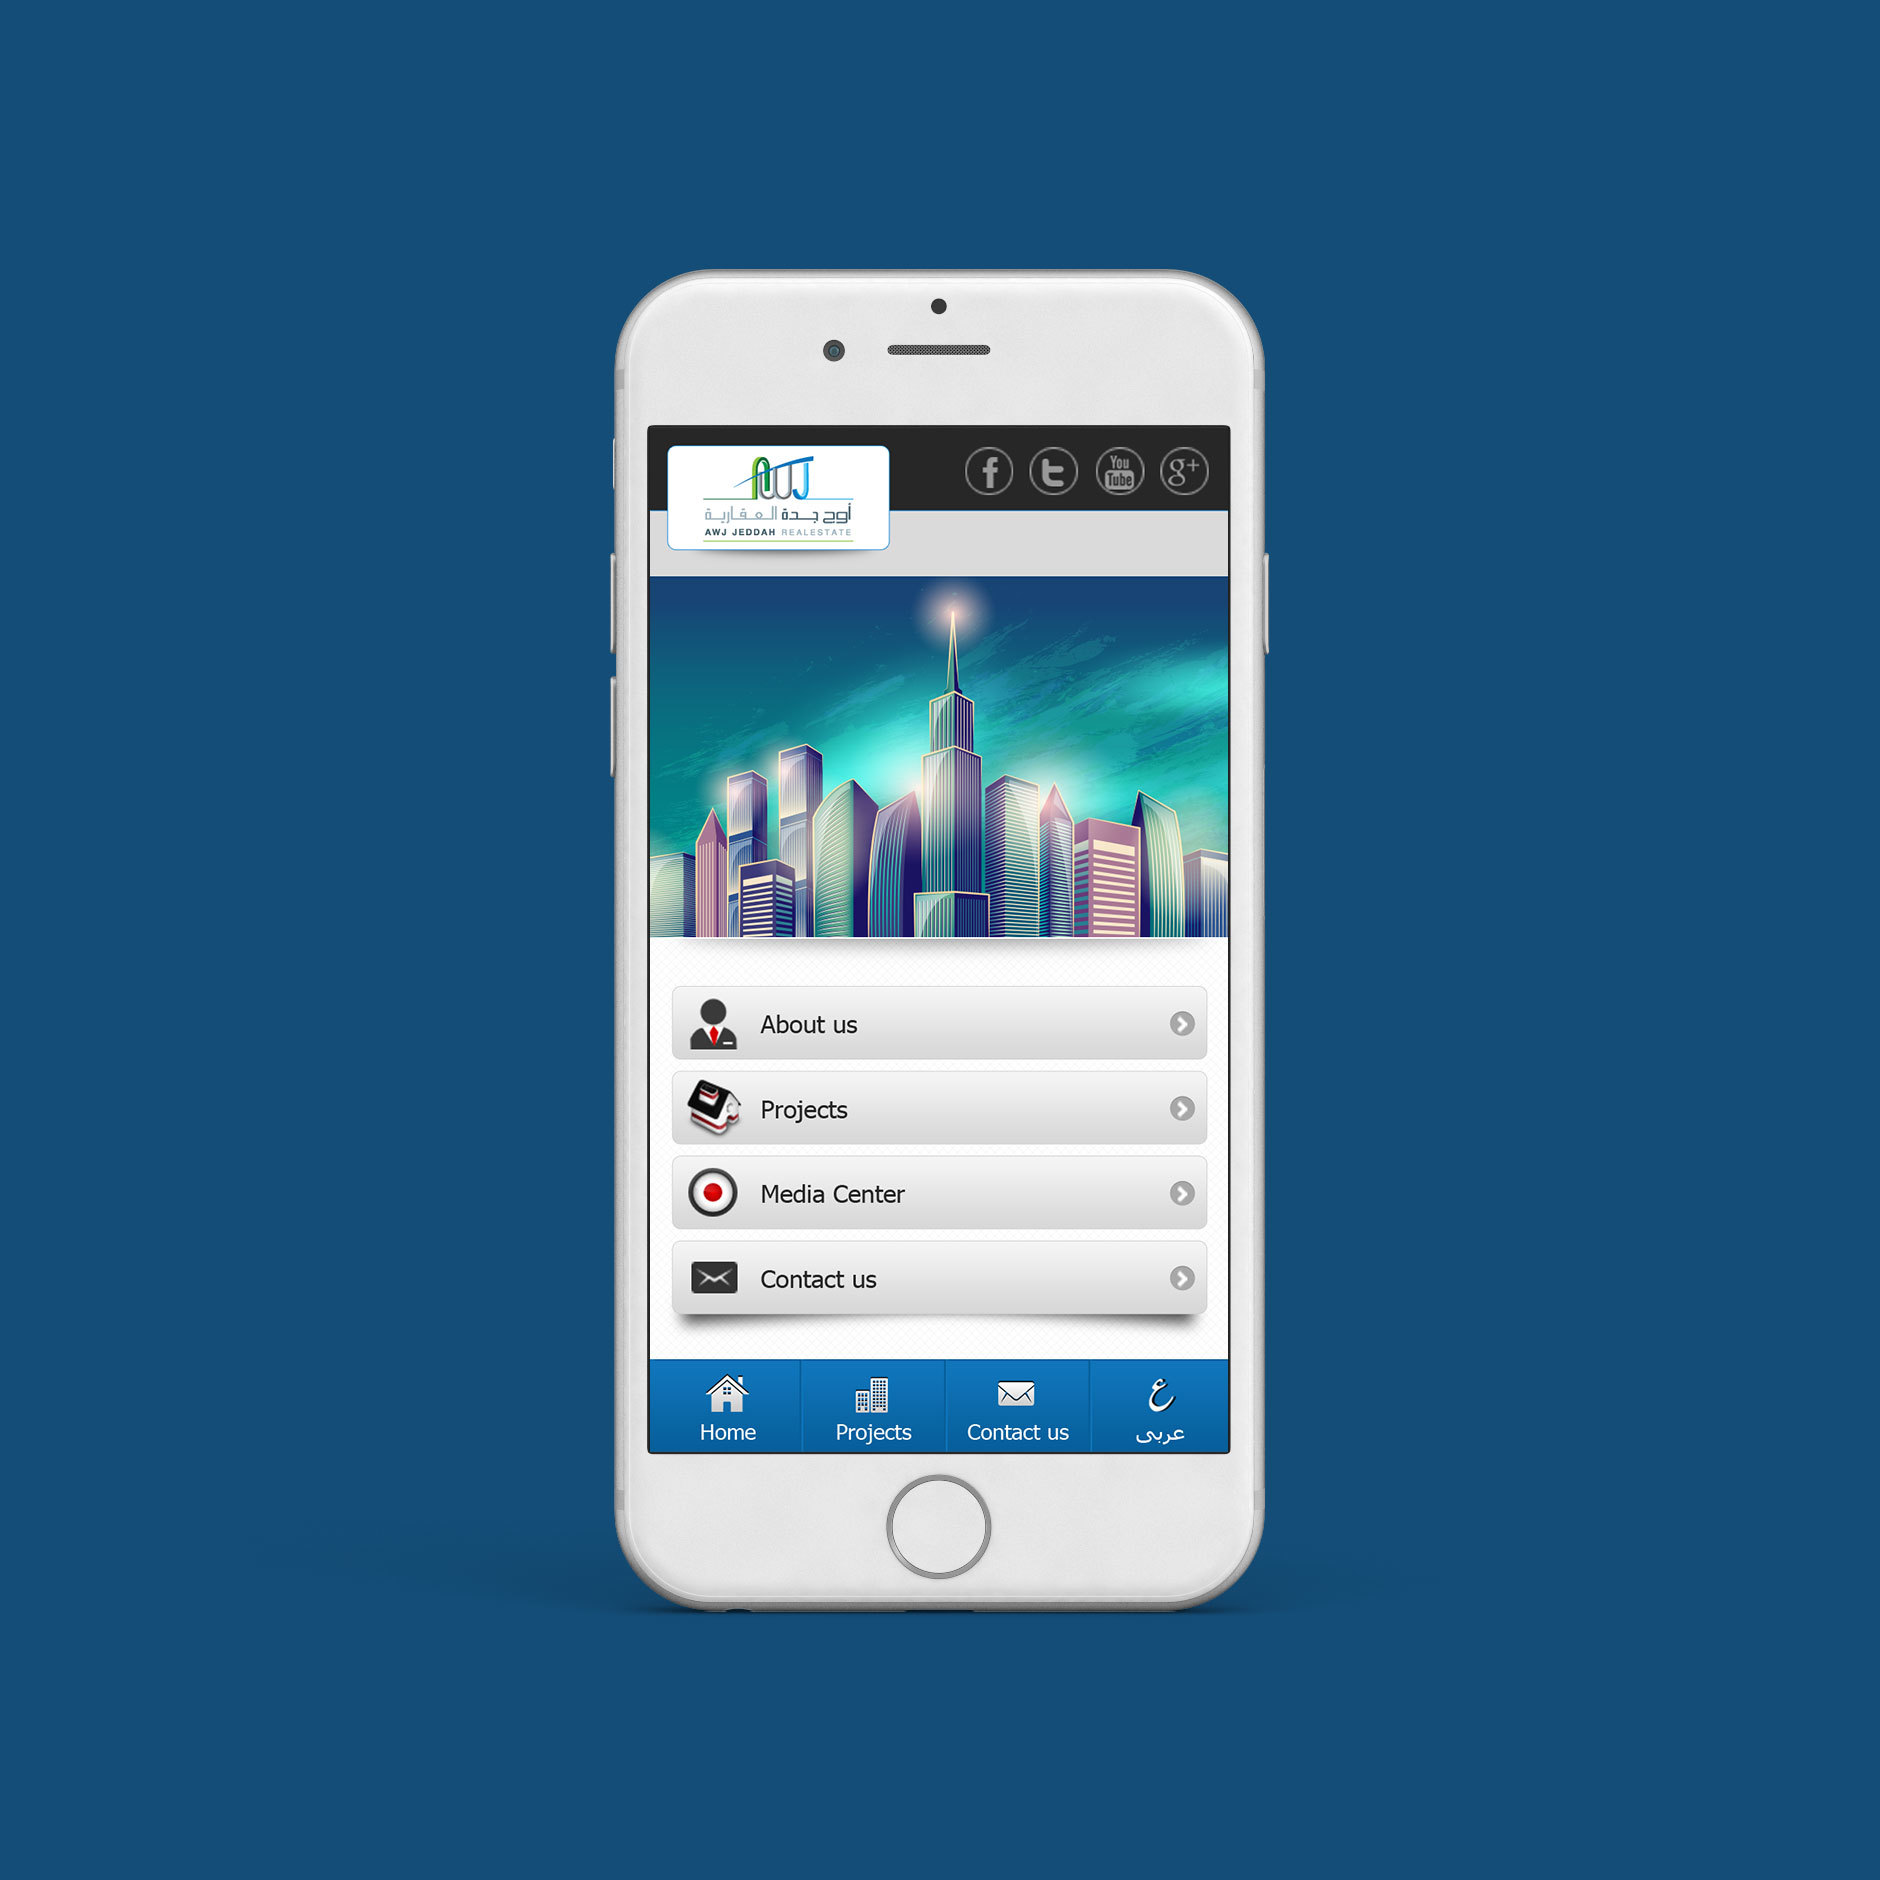 AWJ
أوج جدة العقارية
AWJ JEDDAH REALESTATE
f
t
You
Tube
g+
About us
Projects
Media Center
Contact us
ع
Home
Projects
Contact us
عربى